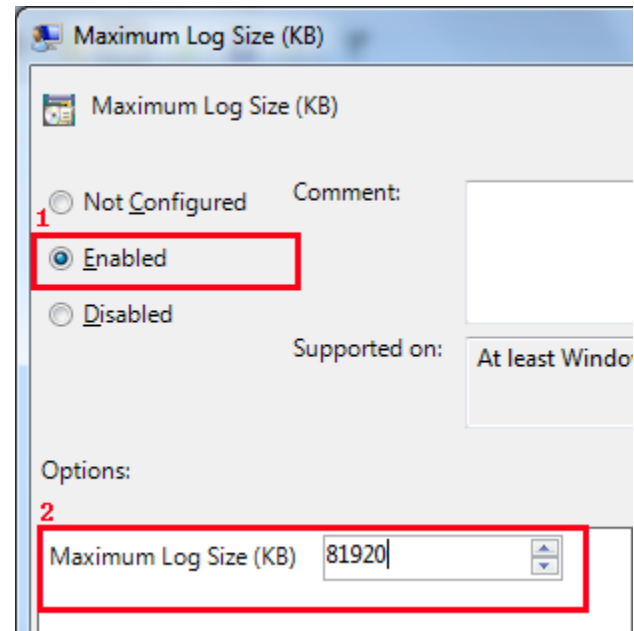 Maximum Log Size (KB)
Maximum Log Size (KB)
Not Configured
Comment:
1
Enabled
Disabled
Supported on:
At least Windo
Options:
2
Maximum Log Size (KB)
81920